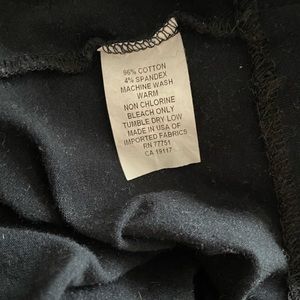 96% COTTON
4% SPANDEX
MACHINE WASH
WARM
NON CHLORINE
BLEACH ONLY
TUMBLE DRY LOW
MADE IN USA OF
IMPORTED FABRICS
RN 77751
CA 19117